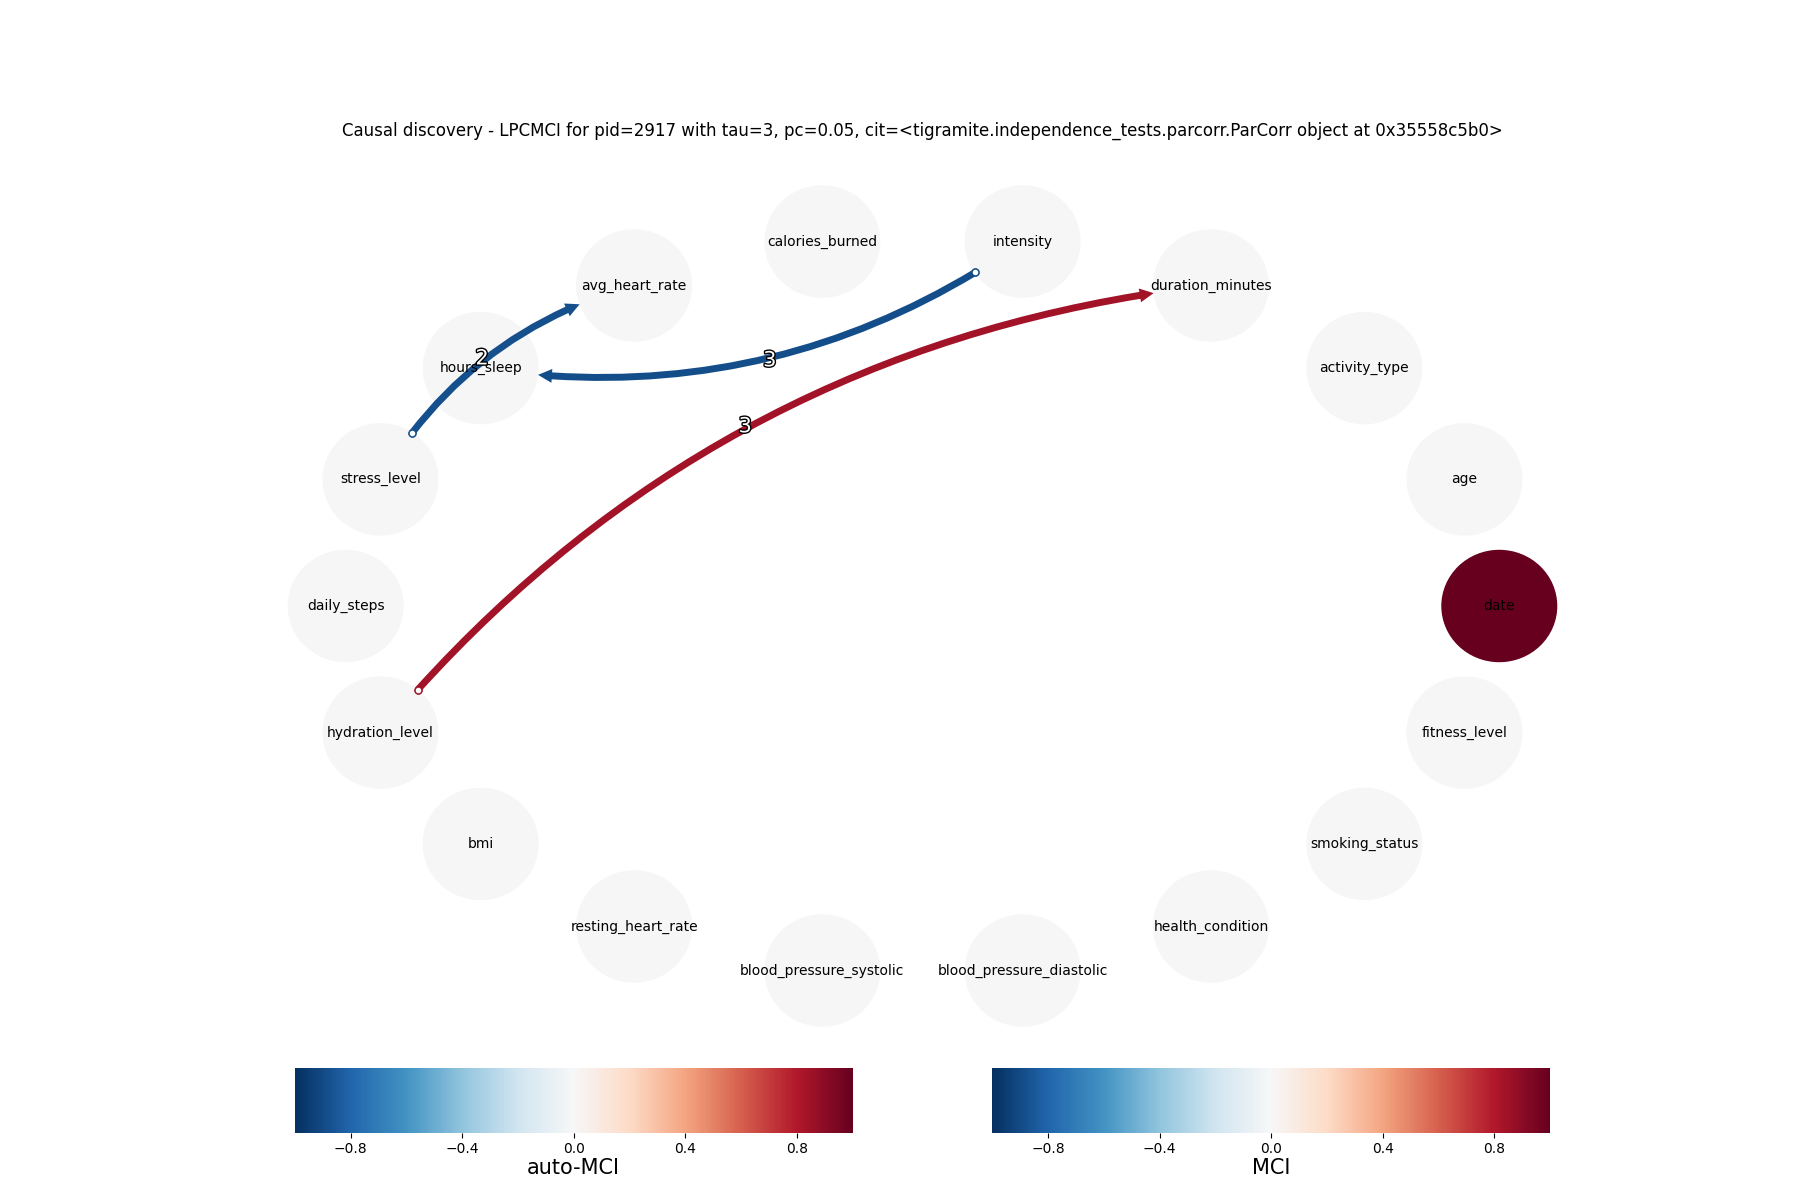 Causal discovery - LPCMCI for pid=2917 with tau=3, pc=0.05, cit=<tigramite.independence_tests.parcorr.ParCorr object at 0x35558c5b0>
calories_burned
intensity
avg_heart_rate
duration_minutes
2
hours_sleep
3
activity_type
3
stress_level
age
daily_steps
date
hydration_level
fitness_level
bmi
smoking_status
resting_heart_rate
health_condition
blood_pressure_systolic
blood_pressure_diastolic
−0.8 −0.4 0.0 0.4 0.8
auto-MCI
−0.8 −0.4 0.0 0.4 0.8
MCI